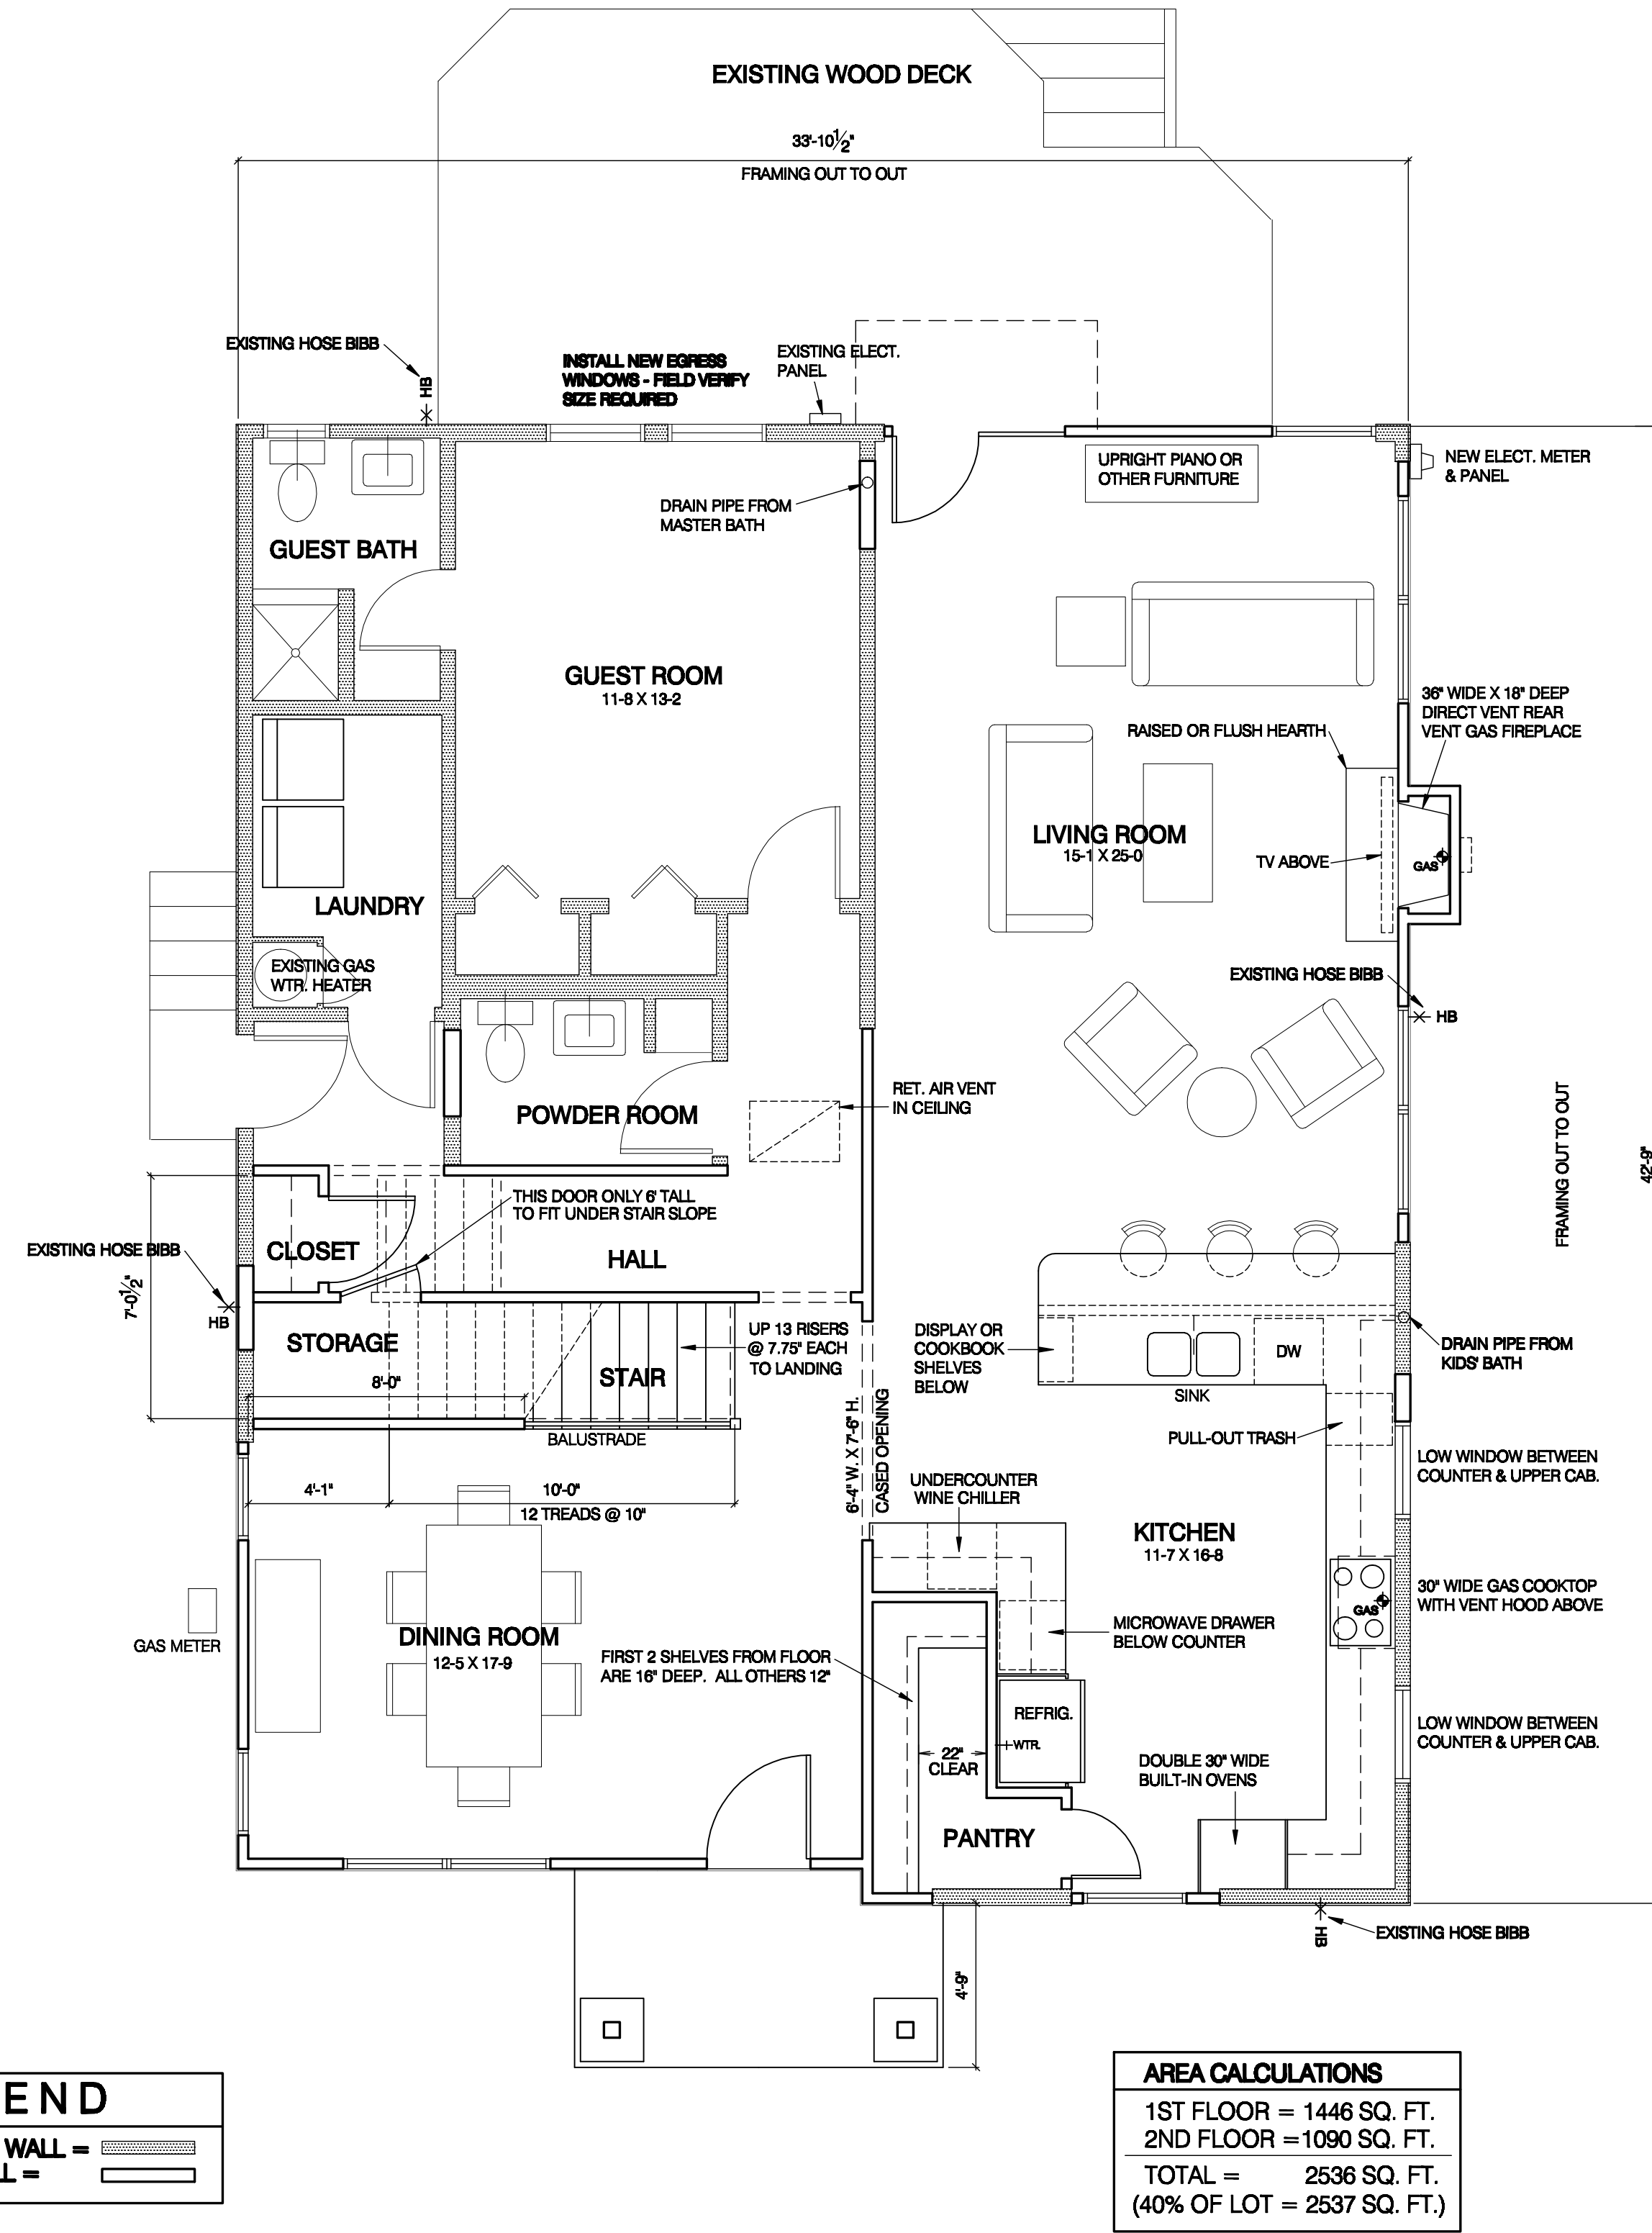 EXISTING WOOD DECK
33'-10 1/2"
FRAMING OUT TO OUT
EXISTING HOSE BIBB
HB
INSTALL NEW EGRESS
WINDOWS - FIELD VERIFY
SIZE REQUIRED
EXISTING ELECT.
PANEL
UPRIGHT PIANO OR
OTHER FURNITURE
NEW ELECT. METER
& PANEL
DRAIN PIPE FROM
MASTER BATH
GUEST BATH
GUEST ROOM
11-8 X 13-2
36" WIDE X 18" DEEP
DIRECT VENT REAR
VENT GAS FIREPLACE
RAISED OR FLUSH HEARTH
LIVING ROOM
15-1 X 25-0
TV ABOVE
GAS
LAUNDRY
EXISTING GAS
WTR. HEATER
EXISTING HOSE BIBB
HB
RET. AIR VENT
IN CEILING
POWDER ROOM
FRAMING OUT TO OUT
42'-9"
THIS DOOR ONLY 6' TALL
TO FIT UNDER STAIR SLOPE
CLOSET
HALL
EXISTING HOSE BIBB
HB
7'-0 1/2"
STORAGE
8'-0"
STAIR
UP 13 RISERS
@ 7.75" EACH
TO LANDING
BALUSTRADE
DISPLAY OR
COOKBOOK
SHELVES
BELOW
DW
SINK
DRAIN PIPE FROM
KIDS' BATH
PULL-OUT TRASH
6'-4" W. X 7'-6" H.
CASED OPENING
LOW WINDOW BETWEEN
COUNTER & UPPER CAB.
4'-1"
10'-0"
12 TREADS @ 10"
UNDERCOUNTER
WINE CHILLER
KITCHEN
11-7 X 16-8
30" WIDE GAS COOKTOP
WITH VENT HOOD ABOVE
GAS
GAS METER
DINING ROOM
12-5 X 17-9
MICROWAVE DRAWER
BELOW COUNTER
FIRST 2 SHELVES FROM FLOOR
ARE 16" DEEP. ALL OTHERS 12"
REFRIG.
WTR.
22"
CLEAR
LOW WINDOW BETWEEN
COUNTER & UPPER CAB.
DOUBLE 30" WIDE
BUILT-IN OVENS
PANTRY
EXISTING HOSE BIBB
HB
4'-9"
END
WALL =
L =
AREA CALCULATIONS
1ST FLOOR = 1446 SQ. FT.
2ND FLOOR =1090 SQ. FT.
TOTAL = 2536 SQ. FT.
(40% OF LOT = 2537 SQ. FT.)